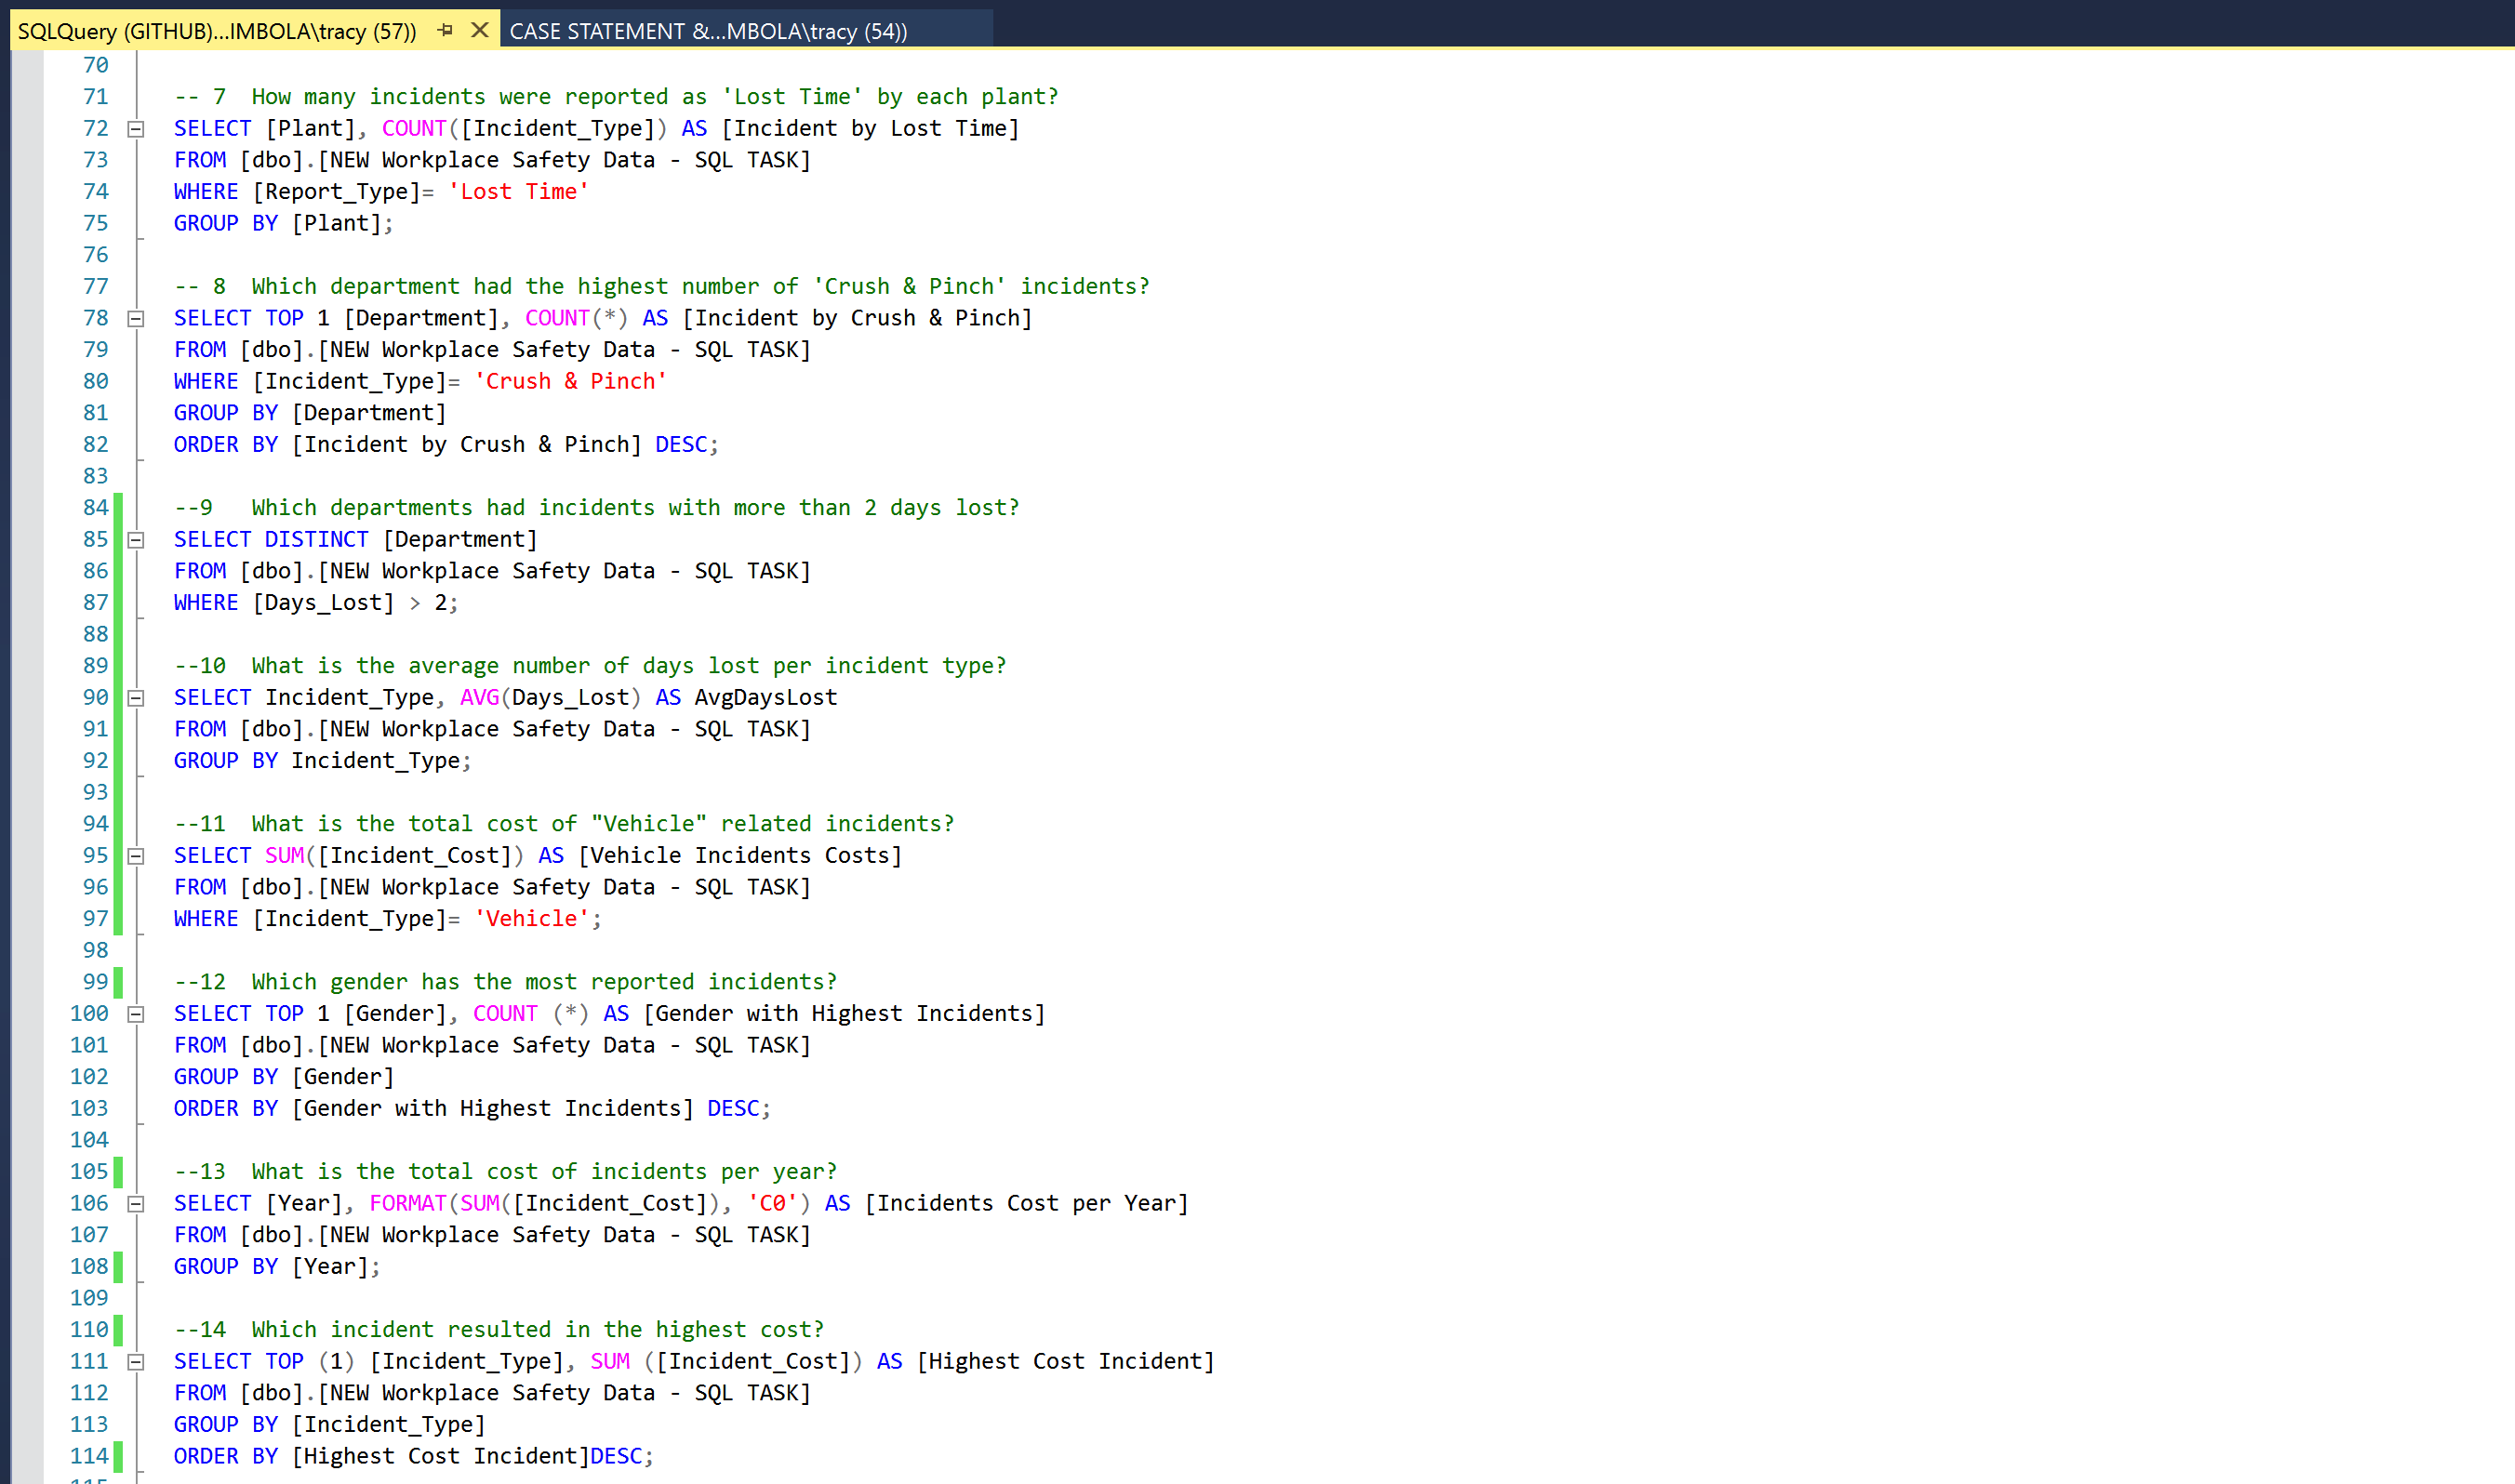 SQLQuery (GITHUB)...IMBOLA\tracy (57))
CASE STATEMENT &...MBOLA\tracy (54))
70
71 -- 7  How many incidents were reported as 'Lost Time' by each plant?
72 SELECT [Plant], COUNT([Incident_Type]) AS [Incident by Lost Time]
73 FROM [dbo].[NEW Workplace Safety Data - SQL TASK]
74 WHERE [Report_Type]= 'Lost Time'
75 GROUP BY [Plant];
76
77 -- 8  Which department had the highest number of 'Crush & Pinch' incidents?
78 SELECT TOP 1 [Department], COUNT(*) AS [Incident by Crush & Pinch]
79 FROM [dbo].[NEW Workplace Safety Data - SQL TASK]
80 WHERE [Incident_Type]= 'Crush & Pinch'
81 GROUP BY [Department]
82 ORDER BY [Incident by Crush & Pinch] DESC;
83
84 --9   Which departments had incidents with more than 2 days lost?
85 SELECT DISTINCT [Department]
86 FROM [dbo].[NEW Workplace Safety Data - SQL TASK]
87 WHERE [Days_Lost] > 2;
88
89 --10  What is the average number of days lost per incident type?
90 SELECT Incident_Type, AVG(Days_Lost) AS AvgDaysLost
91 FROM [dbo].[NEW Workplace Safety Data - SQL TASK]
92 GROUP BY Incident_Type;
93
94 --11  What is the total cost of "Vehicle" related incidents?
95 SELECT SUM([Incident_Cost]) AS [Vehicle Incidents Costs]
96 FROM [dbo].[NEW Workplace Safety Data - SQL TASK]
97 WHERE [Incident_Type]= 'Vehicle';
98
99 --12  Which gender has the most reported incidents?
100 SELECT TOP 1 [Gender], COUNT (*) AS [Gender with Highest Incidents]
101 FROM [dbo].[NEW Workplace Safety Data - SQL TASK]
102 GROUP BY [Gender]
103 ORDER BY [Gender with Highest Incidents] DESC;
104
105 --13  What is the total cost of incidents per year?
106 SELECT [Year], FORMAT(SUM([Incident_Cost]), 'C0') AS [Incidents Cost per Year]
107 FROM [dbo].[NEW Workplace Safety Data - SQL TASK]
108 GROUP BY [Year];
109
110 --14  Which incident resulted in the highest cost?
111 SELECT TOP (1) [Incident_Type], SUM ([Incident_Cost]) AS [Highest Cost Incident]
112 FROM [dbo].[NEW Workplace Safety Data - SQL TASK]
113 GROUP BY [Incident_Type]
114 ORDER BY [Highest Cost Incident]DESC;
115